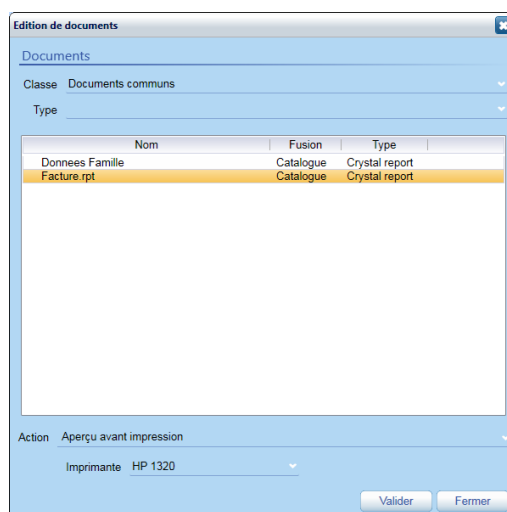 Edition de documents
Documents
Classe Documents communs
Type
Nom Fusion Type
Donnees Famille Catalogue Crystal report
Facture.rpt Catalogue Crystal report
Action Aperçu avant impression
Imprimante HP 1320
Valider Fermer